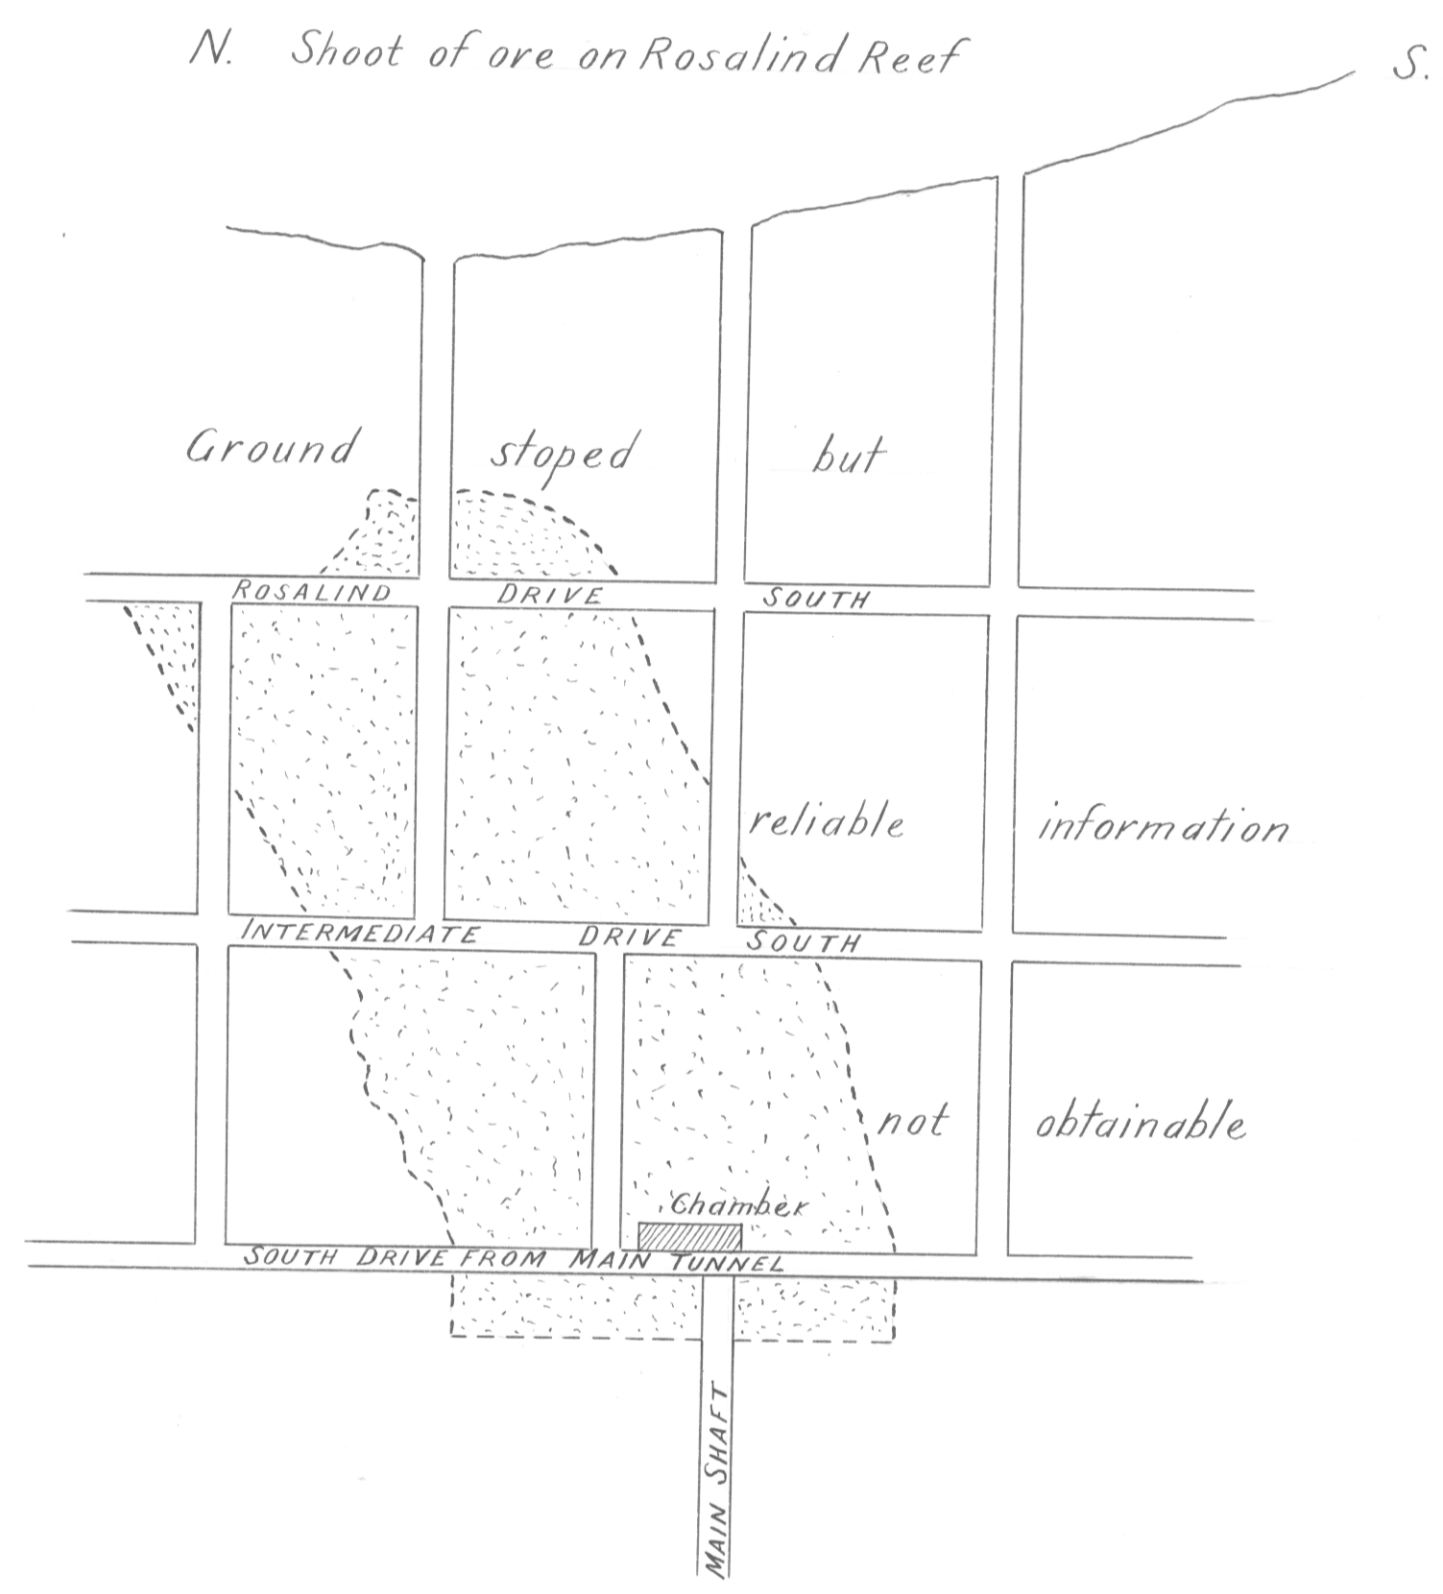 N. Shoot of ore on Rosalind Reef S.
Ground stoped but
ROSALIND DRIVE SOUTH
reliable information
INTERMEDIATE DRIVE SOUTH
not obtainable
Chamber
SOUTH DRIVE FROM MAIN TUNNEL
MAIN SHAFT